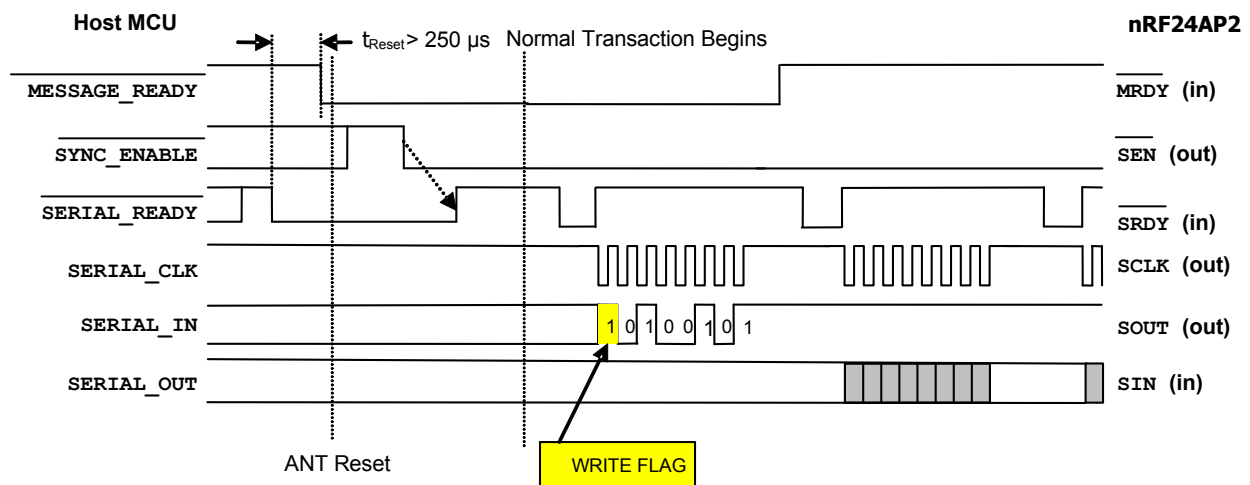 Host MCU
nRF24AP2
tReset> 250 µs Normal Transaction Begins
MESSAGE_READY
MRDY (in)
SYNC_ENABLE
SEN (out)
SERIAL_READY
SRDY (in)
SERIAL_CLK
SCLK (out)
SERIAL_IN
1 0 1 0 0 1 0 1
SOUT (out)
SERIAL_OUT
SIN (in)
ANT Reset
WRITE FLAG